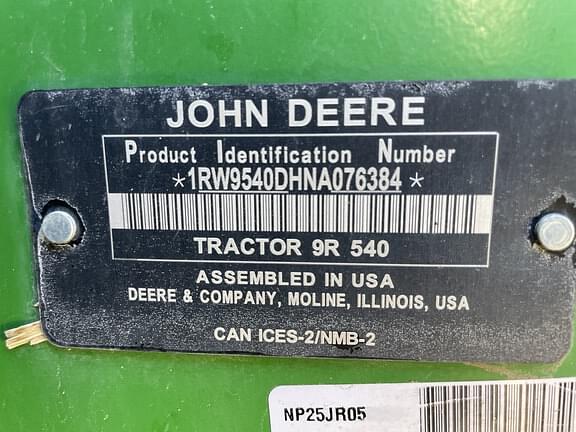 JOHN DEERE
Product Identification Number
*1RW9540DHNA076384*
TRACTOR 9R 540
ASSEMBLED IN USA
DEERE & COMPANY, MOLINE, ILLINOIS, USA
CAN ICES-2/NMB-2
NP25JR05